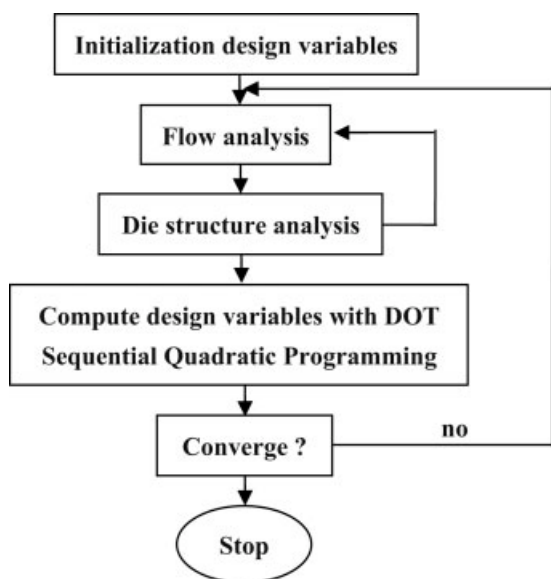 Initialization design variables
Flow analysis
Die structure analysis
Compute design variables with DOT
Sequential Quadratic Programming
Converge ?
no
Stop